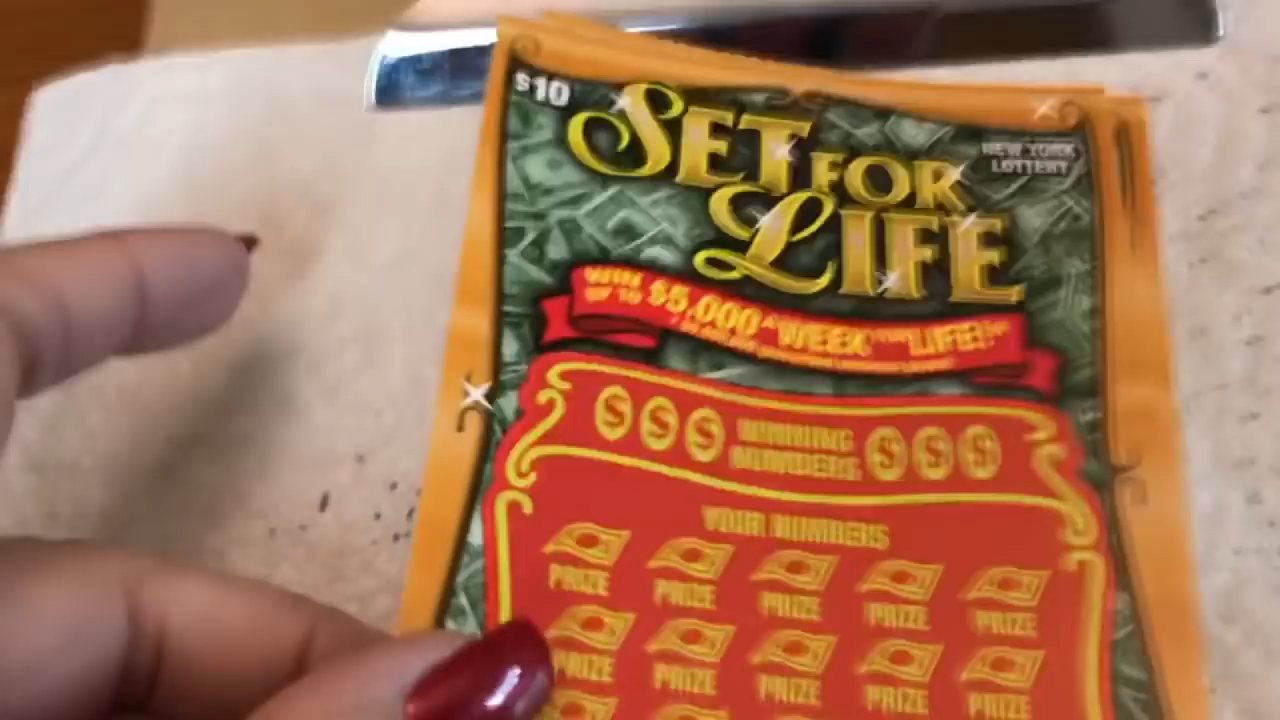 $10
SET FOR
LIFE
NEW YORK
LOTTERY
WIN
UP TO $5,000 A WEEK FOR LIFE!
$ $ $ WINNING
NUMBERS $ $ $
YOUR NUMBERS
PRIZE PRIZE PRIZE PRIZE PRIZE
PRIZE PRIZE PRIZE PRIZE PRIZE